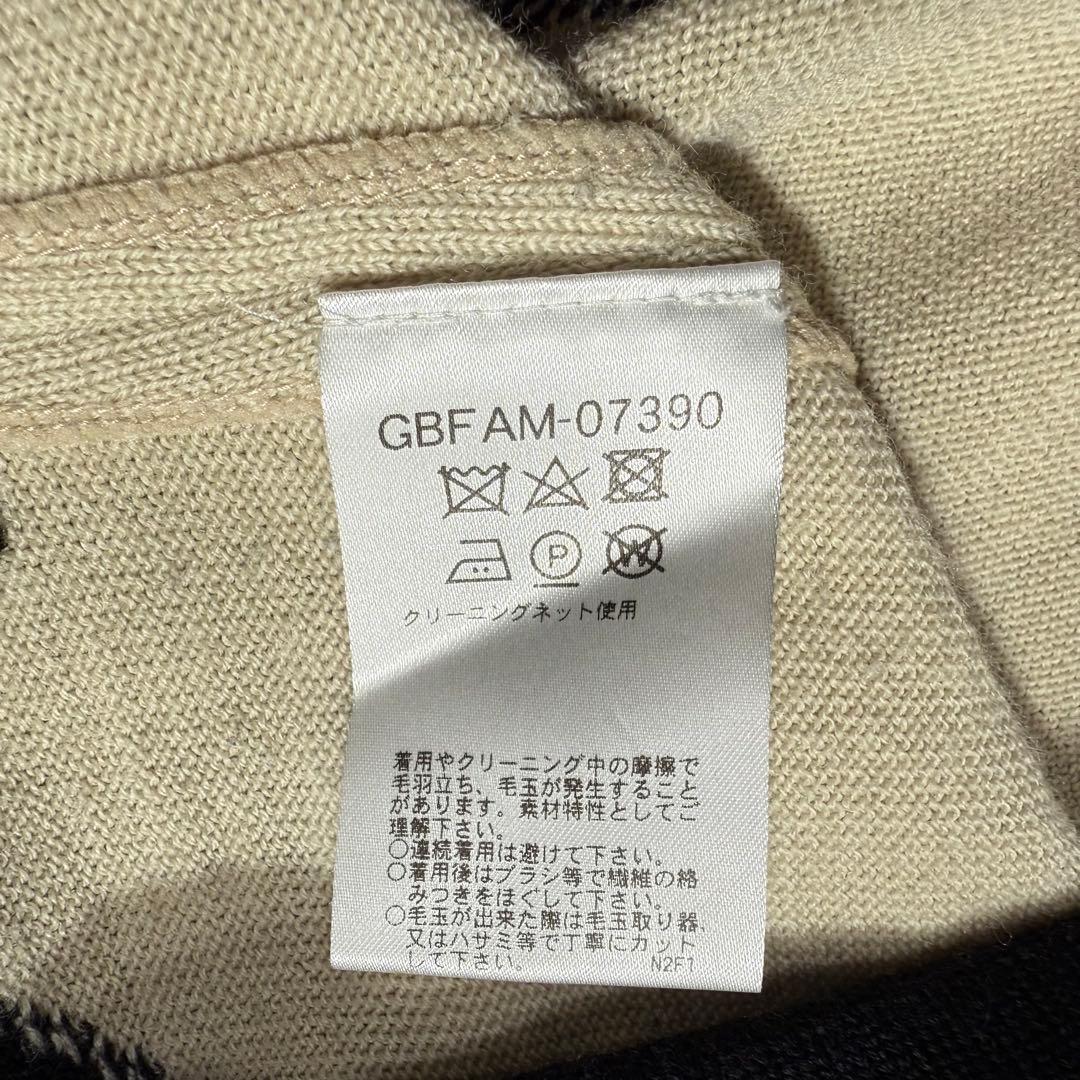 GBFAM-07390
P W
クリーニングネット使用
着用やクリーニング中の摩擦で
毛羽立ち、毛玉が発生すること
があります。素材特性としてご
理解下さい。
○連続着用は避けて下さい。
○着用後はブラシ等で繊維の絡
みつきをほぐして下さい。
○毛玉が出来た際は毛玉取り器、
又はハサミ等で丁寧にカット
して下さい。 N2F1